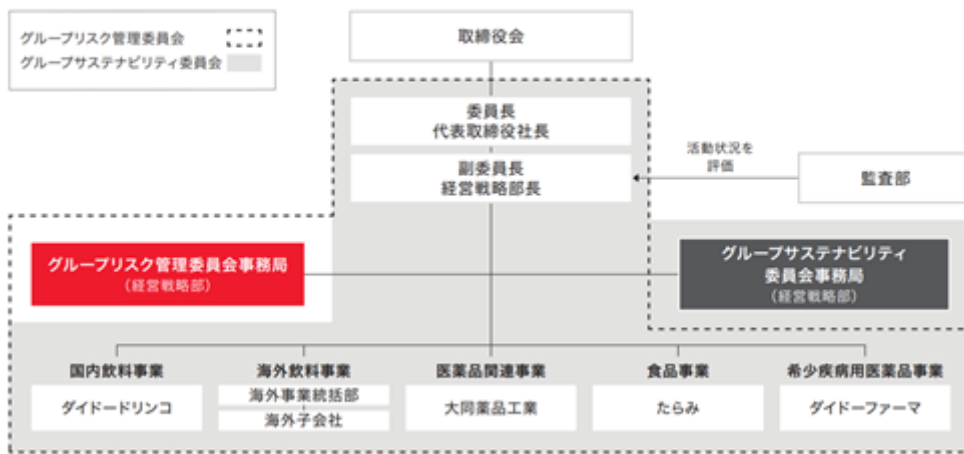 グループリスク管理委員会
グループサステナビリティ委員会
取締役会
委員長
代表取締役社長
副委員長
経営戦略部長
活動状況を
評価
監査部
グループリスク管理委員会事務局
（経営戦略部）
グループサステナビリティ
委員会事務局
（経営戦略部）
国内飲料事業
ダイドードリンコ
海外飲料事業
海外事業統括部
海外子会社
医薬品関連事業
大同薬品工業
食品事業
たらみ
希少疾病用医薬品事業
ダイドーファーマ